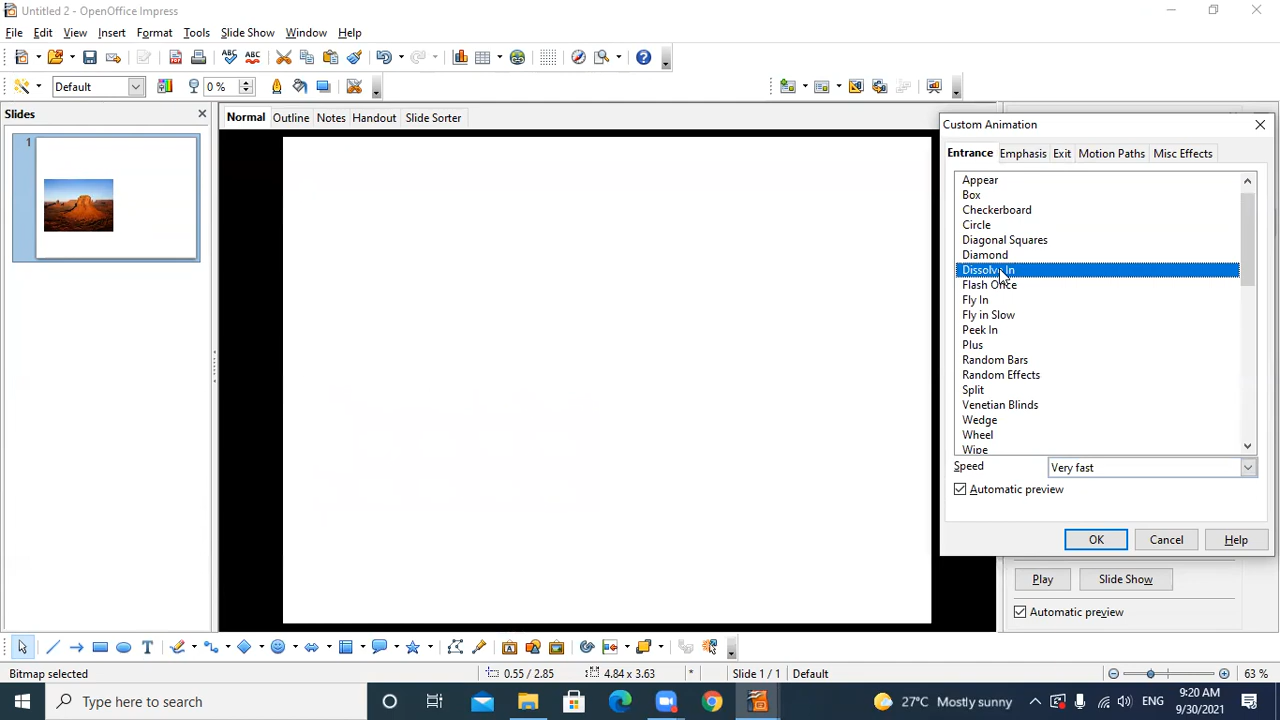 Untitled 2 - OpenOffice Impress
File Edit View Insert Format Tools Slide Show Window Help
Default 0 %
Slides
Normal Outline Notes Handout Slide Sorter
1
Custom Animation
Entrance Emphasis Exit Motion Paths Misc Effects
Appear
Box
Checkerboard
Circle
Diagonal Squares
Diamond
Dissolve In
Flash Once
Fly In
Fly in Slow
Peek In
Plus
Random Bars
Random Effects
Split
Venetian Blinds
Wedge
Wheel
Wipe
Speed Very fast
Automatic preview
OK Cancel Help
Play Slide Show
Automatic preview
Bitmap selected 0.55 / 2.85 4.84 x 3.63 * Slide 1 / 1 Default 63 %
Type here to search 27°C Mostly sunny ENG 9:20 AM
9/30/2021